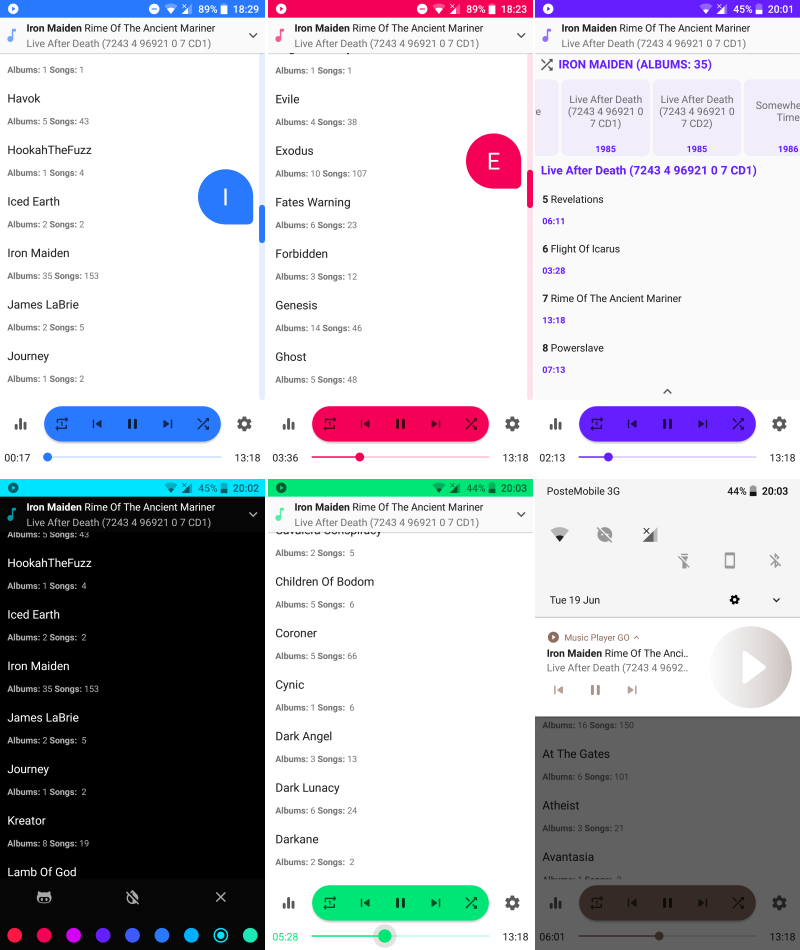 89% 18:29
Iron Maiden Rime Of The Ancient Mariner
Live After Death (7243 4 96921 0 7 CD1)
Albums: 1 Songs: 1
Havok
Albums: 5 Songs: 43
HookahTheFuzz
Albums: 1 Songs: 4
Iced Earth
Albums: 2 Songs: 2
I
Iron Maiden
Albums: 35 Songs: 153
James LaBrie
Albums: 2 Songs: 5
Journey
Albums: 1 Songs: 2
00:17 13:18
89% 18:23
Iron Maiden Rime Of The Ancient Mariner
Live After Death (7243 4 96921 0 7 CD1)
Albums: 1 Songs: 1
Evile
Albums: 4 Songs: 38
Exodus
E
Albums: 10 Songs: 107
Fates Warning
Albums: 6 Songs: 23
Forbidden
Albums: 3 Songs: 12
Genesis
Albums: 14 Songs: 46
Ghost
Albums: 5 Songs: 48
03:36 13:18
45% 20:01
Iron Maiden Rime Of The Ancient Mariner
Live After Death (7243 4 96921 0 7 CD1)
IRON MAIDEN (ALBUMS: 35)
e
Live After Death
(7243 4 96921 0
7 CD1)
1985
Live After Death
(7243 4 96921 0
7 CD2)
1985
Somewhe
Time
1986
Live After Death (7243 4 96921 0 7 CD1)
5 Revelations
06:11
6 Flight Of Icarus
03:28
7 Rime Of The Ancient Mariner
13:18
8 Powerslave
07:13
02:13 13:18
45% 20:02
Iron Maiden Rime Of The Ancient Mariner
Live After Death (7243 4 96921 0 7 CD1)
Albums: 5 Songs: 43
HookahTheFuzz
Albums: 1 Songs: 4
Iced Earth
Albums: 2 Songs: 2
Iron Maiden
Albums: 35 Songs: 153
James LaBrie
Albums: 2 Songs: 5
Journey
Albums: 1 Songs: 2
Kreator
Albums: 8 Songs: 19
Lamb Of God
44% 20:03
Iron Maiden Rime Of The Ancient Mariner
Live After Death (7243 4 96921 0 7 CD1)
Cavalera Conspiracy
Albums: 2 Songs: 5
Children Of Bodom
Albums: 5 Songs: 6
Coroner
Albums: 5 Songs: 66
Cynic
Albums: 1 Songs: 6
Dark Angel
Albums: 3 Songs: 13
Dark Lunacy
Albums: 6 Songs: 24
Darkane
Albums: 2 Songs: 2
05:28 13:18
PosteMobile 3G 44% 20:03
Tue 19 Jun
Music Player GO
Iron Maiden Rime Of The Anci..
Live After Death (7243 4 9692..
Albums: 16 Songs: 150
At The Gates
Albums: 6 Songs: 101
Atheist
Albums: 3 Songs: 21
Avantasia
06:01 13:18